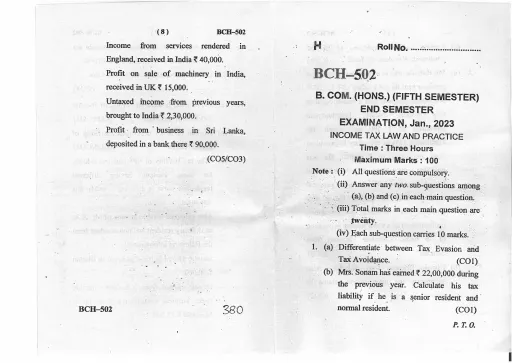 ( 8 ) BCH–502
Income from services rendered in
England, received in India ₹ 40,000.
Profit on sale of machinery in India,
received in UK ₹ 15,000.
Untaxed income from previous years,
brought to India ₹ 2,30,000.
Profit from business in Sri Lanka,
deposited in a bank there ₹ 90,000.
(CO5/CO3)
BCH–502 380
H Roll No. ..............................
BCH–502
B. COM. (HONS.) (FIFTH SEMESTER)
END SEMESTER
EXAMINATION, Jan., 2023
INCOME TAX LAW AND PRACTICE
Time : Three Hours
Maximum Marks : 100
Note : (i) All questions are compulsory.
(ii) Answer any two sub-questions among
(a), (b) and (c) in each main question.
(iii) Total marks in each main question are
twenty.
(iv) Each sub-question carries 10 marks.
1. (a) Differentiate between Tax Evasion and
Tax Avoidance. (CO1)
(b) Mrs. Sonam has earned ₹ 22,00,000 during
the previous year. Calculate his tax
liability if he is a senior resident and
normal resident. (CO1)
P. T. O.